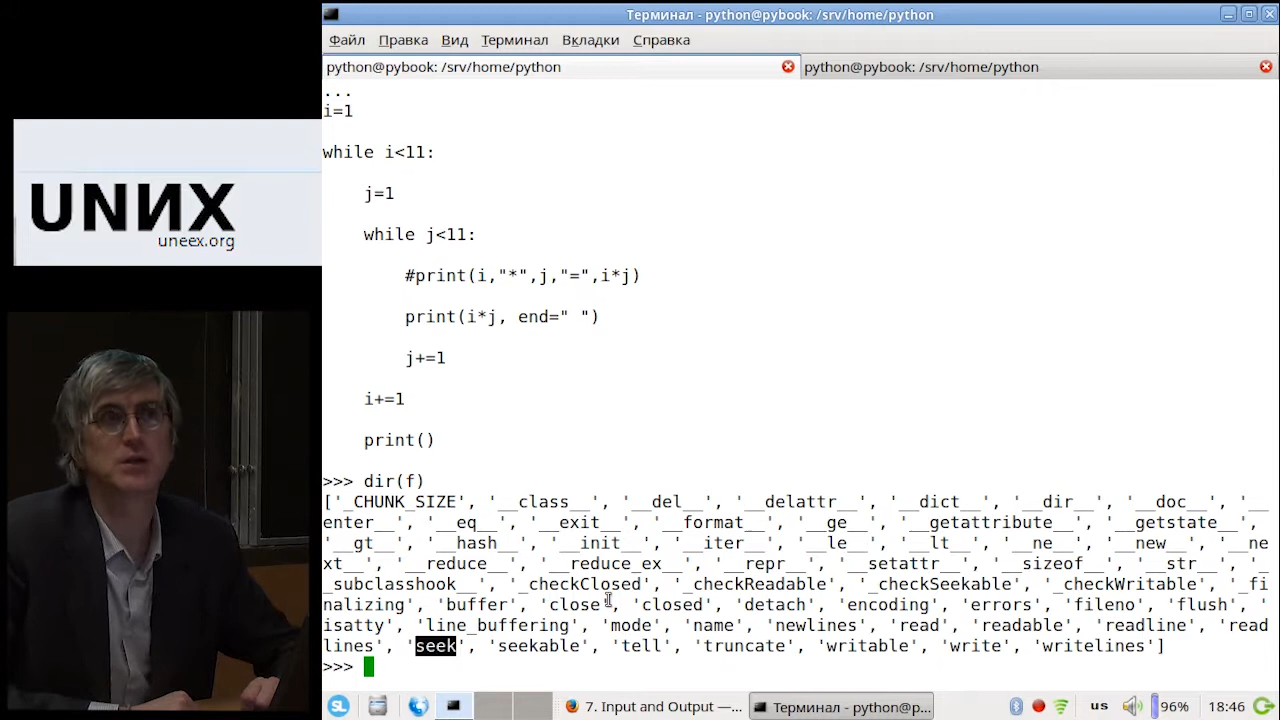 Терминал - python@pybook: /srv/home/python
Файл Правка Вид Терминал Вкладки Справка
python@pybook: /srv/home/python
python@pybook: /srv/home/python
...
i=1
while i<11:
    j=1
    while j<11:
        #print(i,"*",j,"=",i*j)
        print(i*j, end=" ")
        j+=1
    i+=1
    print()
>>> dir(f)
['_CHUNK_SIZE', '__class__', '__del__', '__delattr__', '__dict__', '__dir__', '__doc__', '__
enter__', '__eq__', '__exit__', '__format__', '__ge__', '__getattribute__', '__getstate__',
'__gt__', '__hash__', '__init__', '__iter__', '__le__', '__lt__', '__ne__', '__new__', '__ne
xt__', '__reduce__', '__reduce_ex__', '__repr__', '__setattr__', '__sizeof__', '__str__', '_
_subclasshook__', '_checkClosed', '_checkReadable', '_checkSeekable', '_checkWritable', '_fi
nalizing', 'buffer', 'close', 'closed', 'detach', 'encoding', 'errors', 'fileno', 'flush', '
isatty', 'line_buffering', 'mode', 'name', 'newlines', 'read', 'readable', 'readline', 'read
lines', 'seek', 'seekable', 'tell', 'truncate', 'writable', 'write', 'writelines']
>>>
UNИX
uneex.org
SL
7. Input and Output —...
Терминал - python@p...
us
96%
18:46